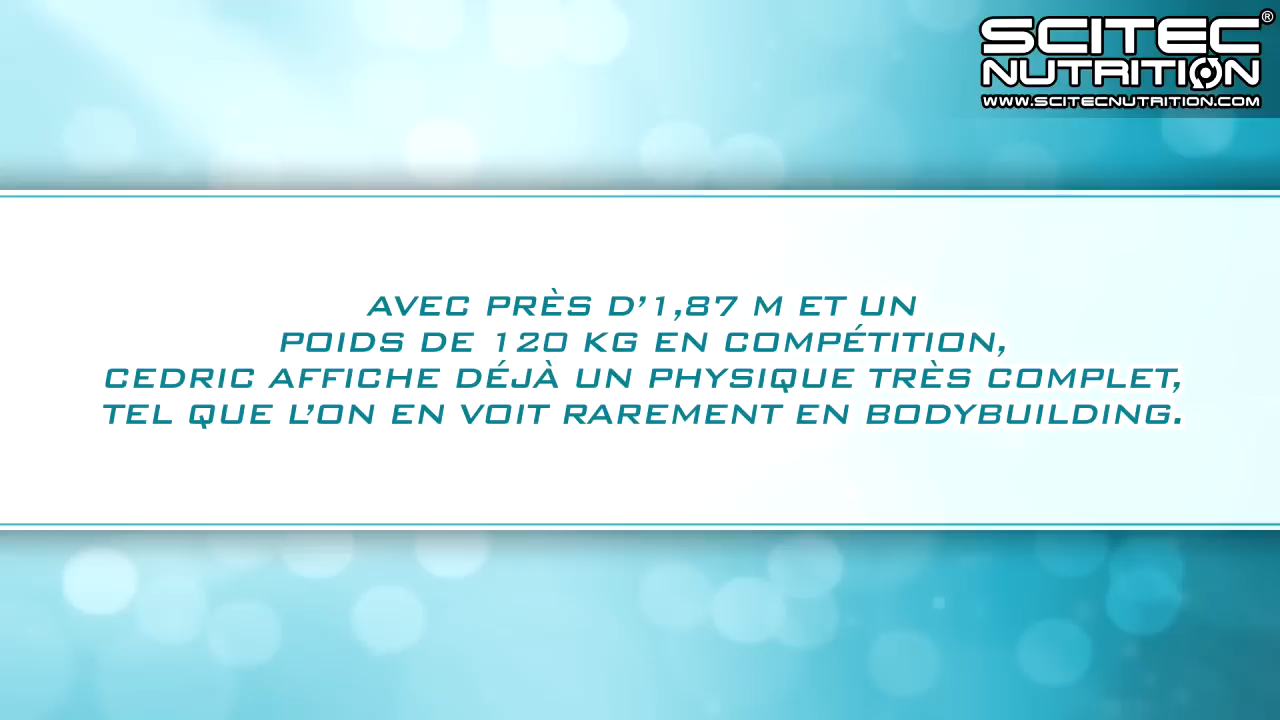 SCITEC®
NUTRITION
WWW.SCITECNUTRITION.COM
AVEC PRÈS D’1,87 M ET UN
POIDS DE 120 KG EN COMPÉTITION,
CEDRIC AFFICHE DÉJÀ UN PHYSIQUE TRÈS COMPLET,
TEL QUE L’ON EN VOIT RAREMENT EN BODYBUILDING.